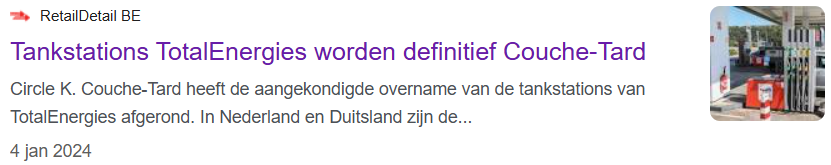 RetailDetail BE
Tankstations TotalEnergies worden definitief Couche-Tard
Circle K. Couche-Tard heeft de aangekondigde overname van de tankstations van
TotalEnergies afgerond. In Nederland en Duitsland zijn de...
4 jan 2024